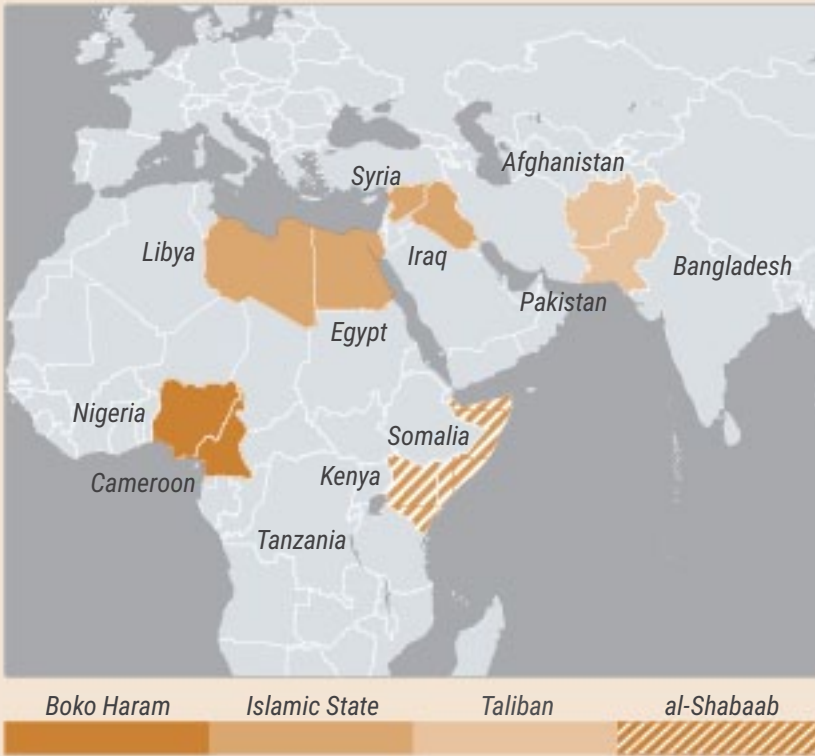 Afghanistan
Syria
Libya
Iraq
Bangladesh
Pakistan
Egypt
Nigeria
Somalia
Cameroon
Kenya
Tanzania
Boko Haram
Islamic State
Taliban
al-Shabaab